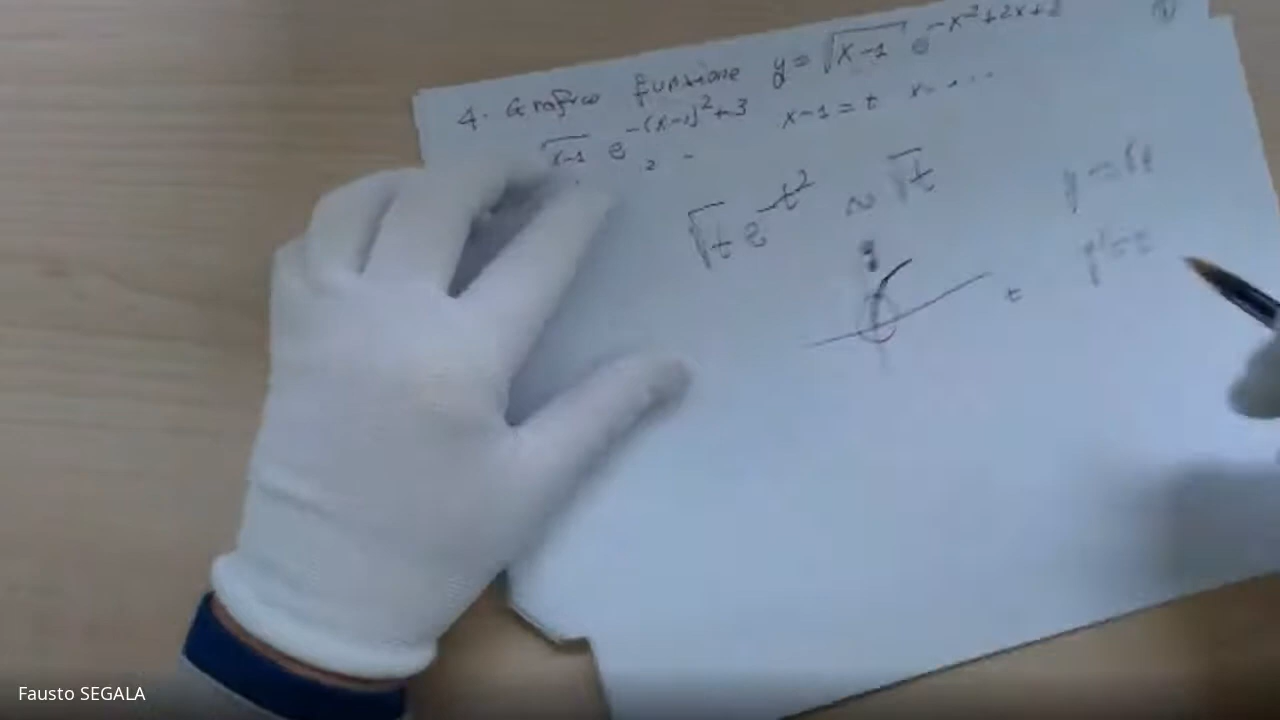 4. Grafico funzione y = √(x-1) e^(-x²+2x+2)
√(x-1) e^(-(x-1)²+3) x-1 = t x = ...
√t e^(-t²) ~ √t
t
Fausto SEGALA